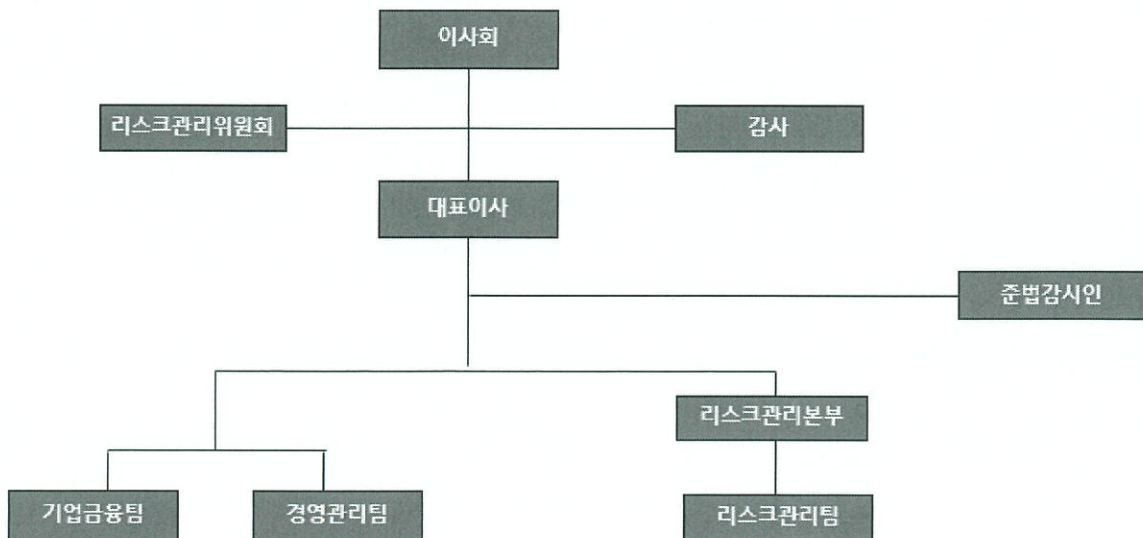 이사회
리스크관리위원회
감사
대표이사
준법감시인
리스크관리본부
기업금융팀
경영관리팀
리스크관리팀